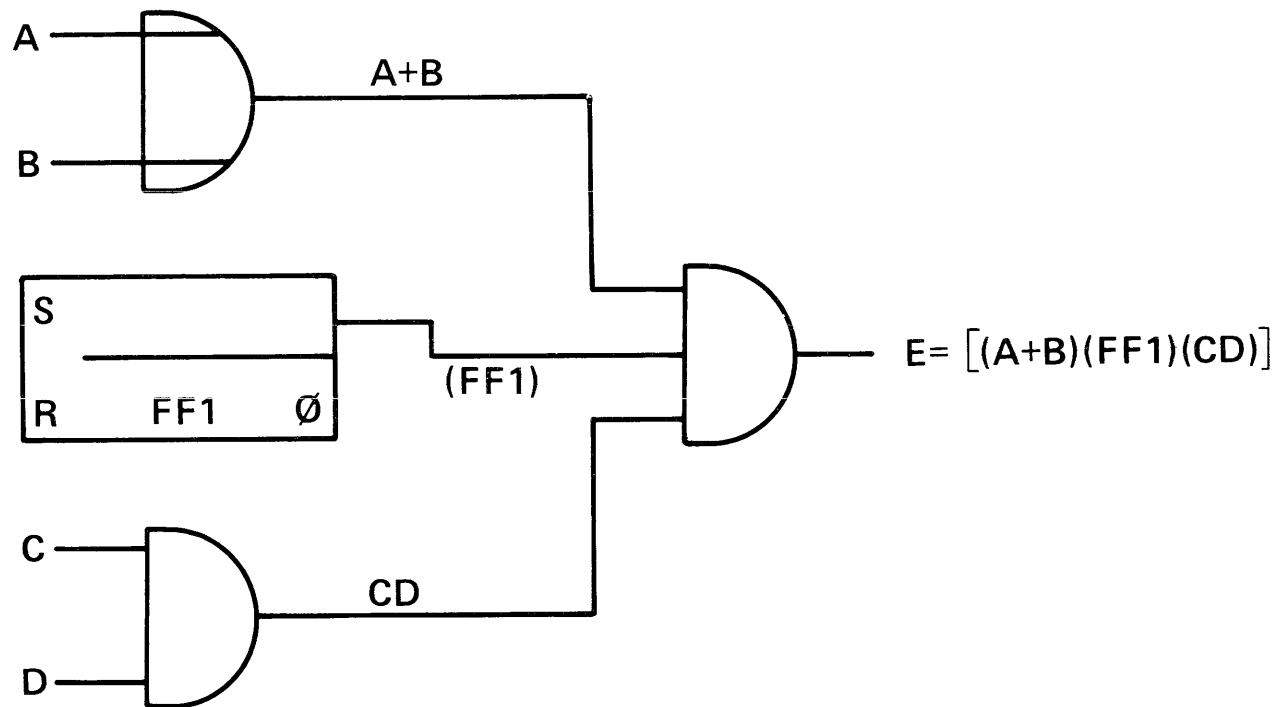 A
A+B
B
S
(FF1)
E= [(A+B)(FF1)(CD)]
R FF1 Ø
C
CD
D